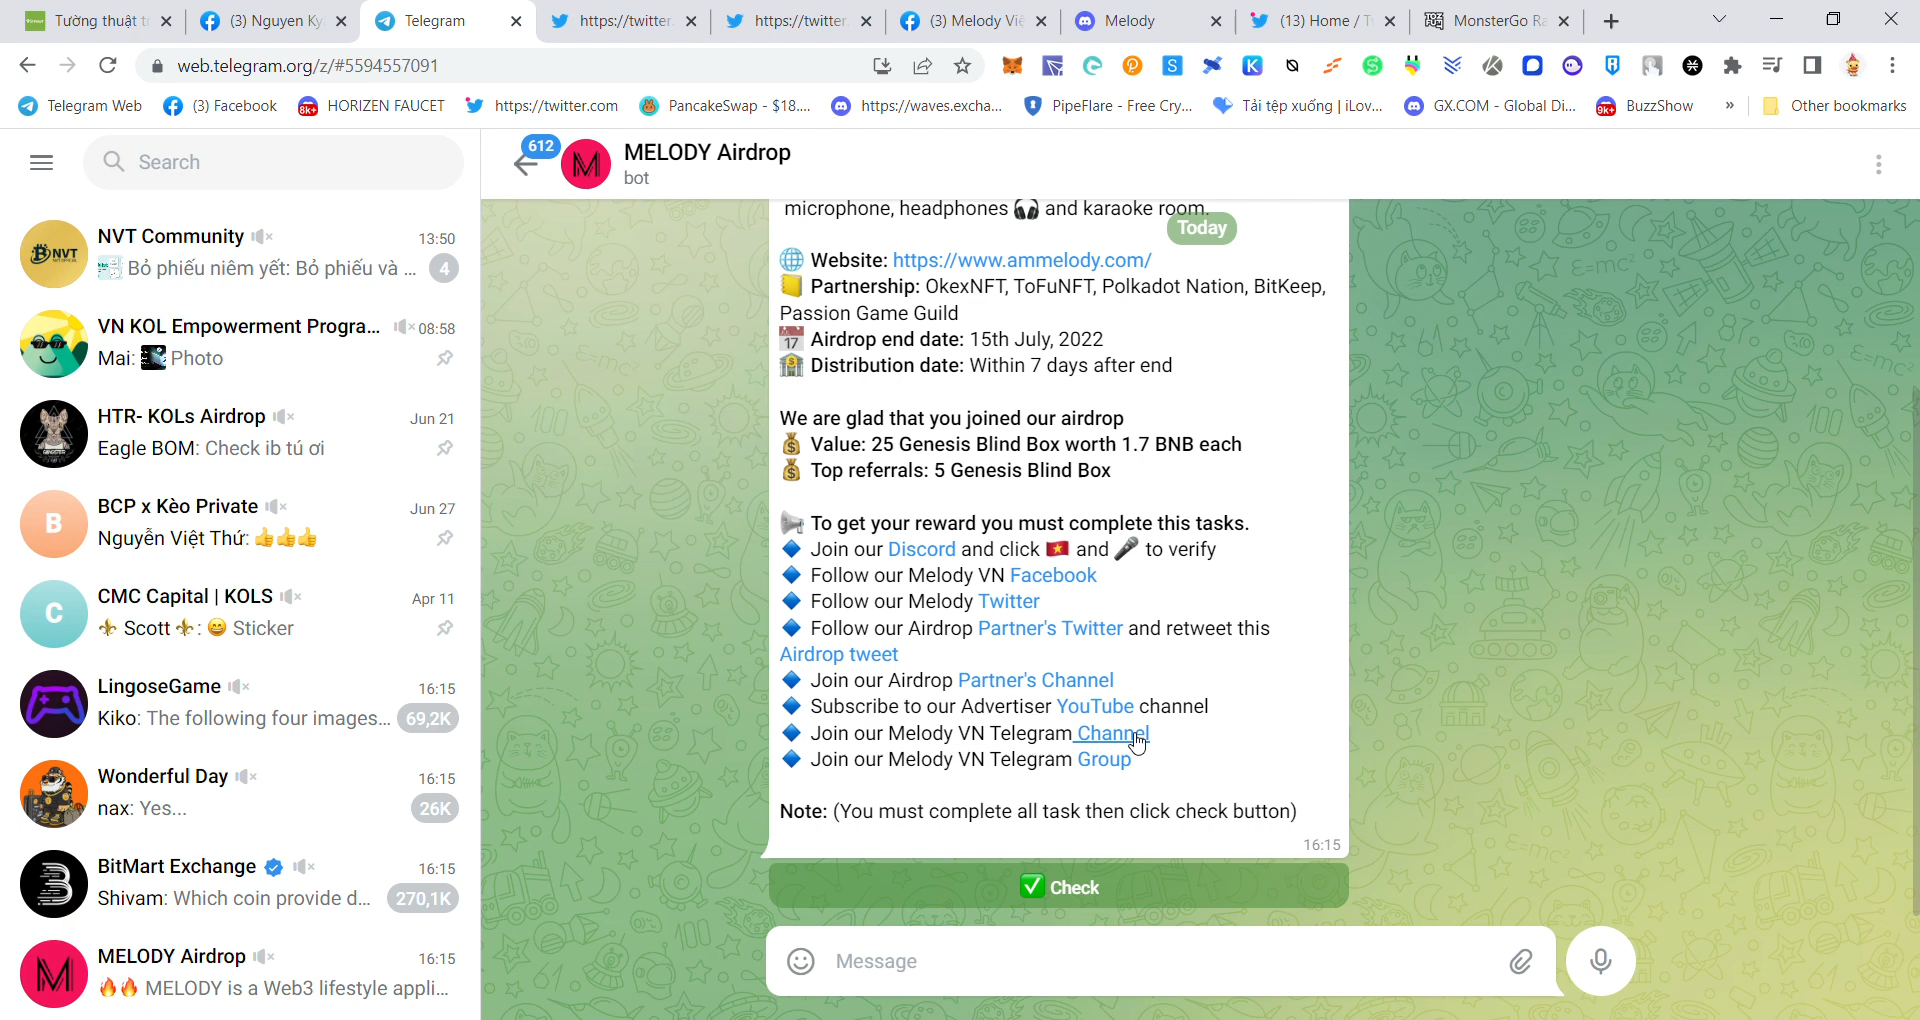 Tường thuật t
(3) Nguyen Ky
Telegram
https://twitter.
https://twitter.
(3) Melody Việ
Melody
(13) Home / T
MonsterGo Ra
web.telegram.org/z/#5594557091
Telegram Web
(3) Facebook
HORIZEN FAUCET
https://twitter.com
PancakeSwap - $18....
https://waves.excha...
PipeFlare - Free Cry...
Tải tệp xuống | iLov...
GX.COM - Global Di...
BuzzShow
»
Other bookmarks
Search
NVT Community
13:50
Bỏ phiếu niêm yết: Bỏ phiếu và ...
4
VN KOL Empowerment Progra...
08:58
Mai: Photo
HTR- KOLs Airdrop
Jun 21
Eagle BOM: Check ib tú ơi
B
BCP x Kèo Private
Jun 27
Nguyễn Việt Thứ: 👍👍👍
C
CMC Capital | KOLS
Apr 11
⚜ Scott ⚜: 😄 Sticker
LingoseGame
16:15
Kiko: The following four images...
69,2K
Wonderful Day
16:15
nax: Yes...
26K
BitMart Exchange
16:15
Shivam: Which coin provide d...
270,1K
MELODY Airdrop
16:15
🔥🔥 MELODY is a Web3 lifestyle appli...
612
MELODY Airdrop
bot
microphone, headphones 🎧 and karaoke room.
Today
🌐 Website: https://www.ammelody.com/
📒 Partnership: OkexNFT, ToFuNFT, Polkadot Nation, BitKeep,
Passion Game Guild
📅 Airdrop end date: 15th July, 2022
🏦 Distribution date: Within 7 days after end
We are glad that you joined our airdrop
💰 Value: 25 Genesis Blind Box worth 1.7 BNB each
💰 Top referrals: 5 Genesis Blind Box
📢 To get your reward you must complete this tasks.
🔷 Join our Discord and click 🇻🇳 and 🎤 to verify
🔷 Follow our Melody VN Facebook
🔷 Follow our Melody Twitter
🔷 Follow our Airdrop Partner's Twitter and retweet this
Airdrop tweet
🔷 Join our Airdrop Partner's Channel
🔷 Subscribe to our Advertiser YouTube channel
🔷 Join our Melody VN Telegram Channel
🔷 Join our Melody VN Telegram Group
Note: (You must complete all task then click check button)
16:15
✅ Check
Message